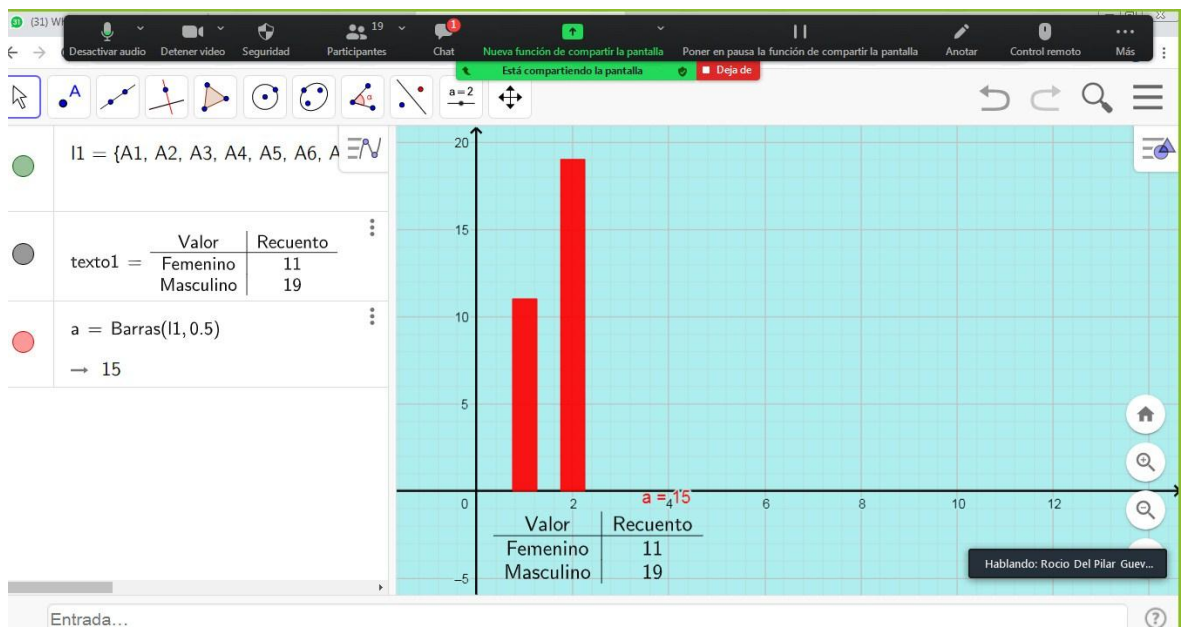 (31) W
19
1
Desactivar audio
Detener video
Seguridad
Participantes
Chat
Nueva función de compartir la pantalla
Poner en pausa la función de compartir la pantalla
Anotar
Control remoto
Más
Está compartiendo la pantalla
Deja de
A
a = 2
l1 = {A1, A2, A3, A4, A5, A6, A
texto1 =
Valor Recuento
Femenino 11
Masculino 19
a = Barras(l1, 0.5)
→ 15
20
15
10
5
0 2 4 6 8 10 12
–5
a = 15
Valor Recuento
Femenino 11
Masculino 19
Hablando: Rocio Del Pilar Guev...
Entrada...